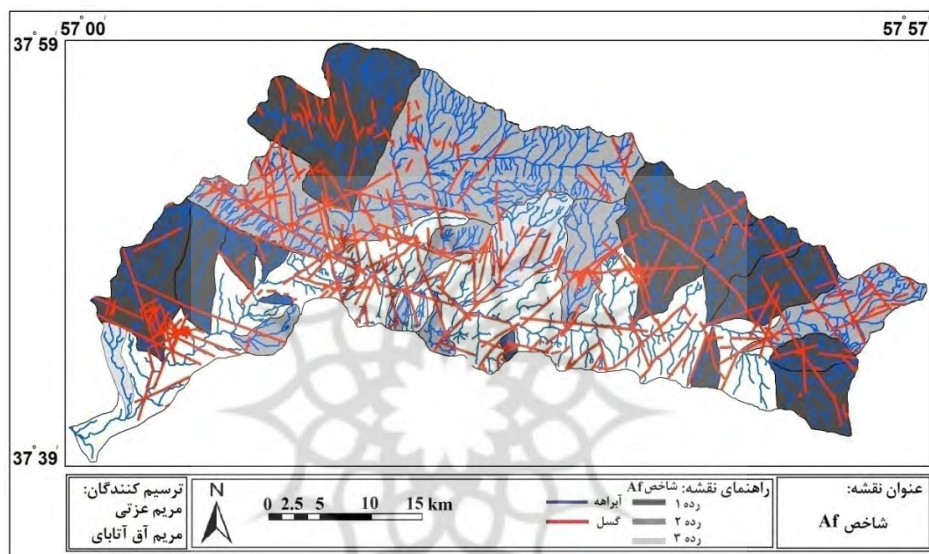 57° 00′
57° 57′
37° 59′
37° 39′
عنوان نقشه:
شاخص Af
راهنمای نقشه:
شاخص Af
رده ۱
رده ۲
رده ۳
آبراهه
گسل
N
0 2.5 5 10 15 km
ترسیم کنندگان:
مریم عزتی
مریم آق آتابای